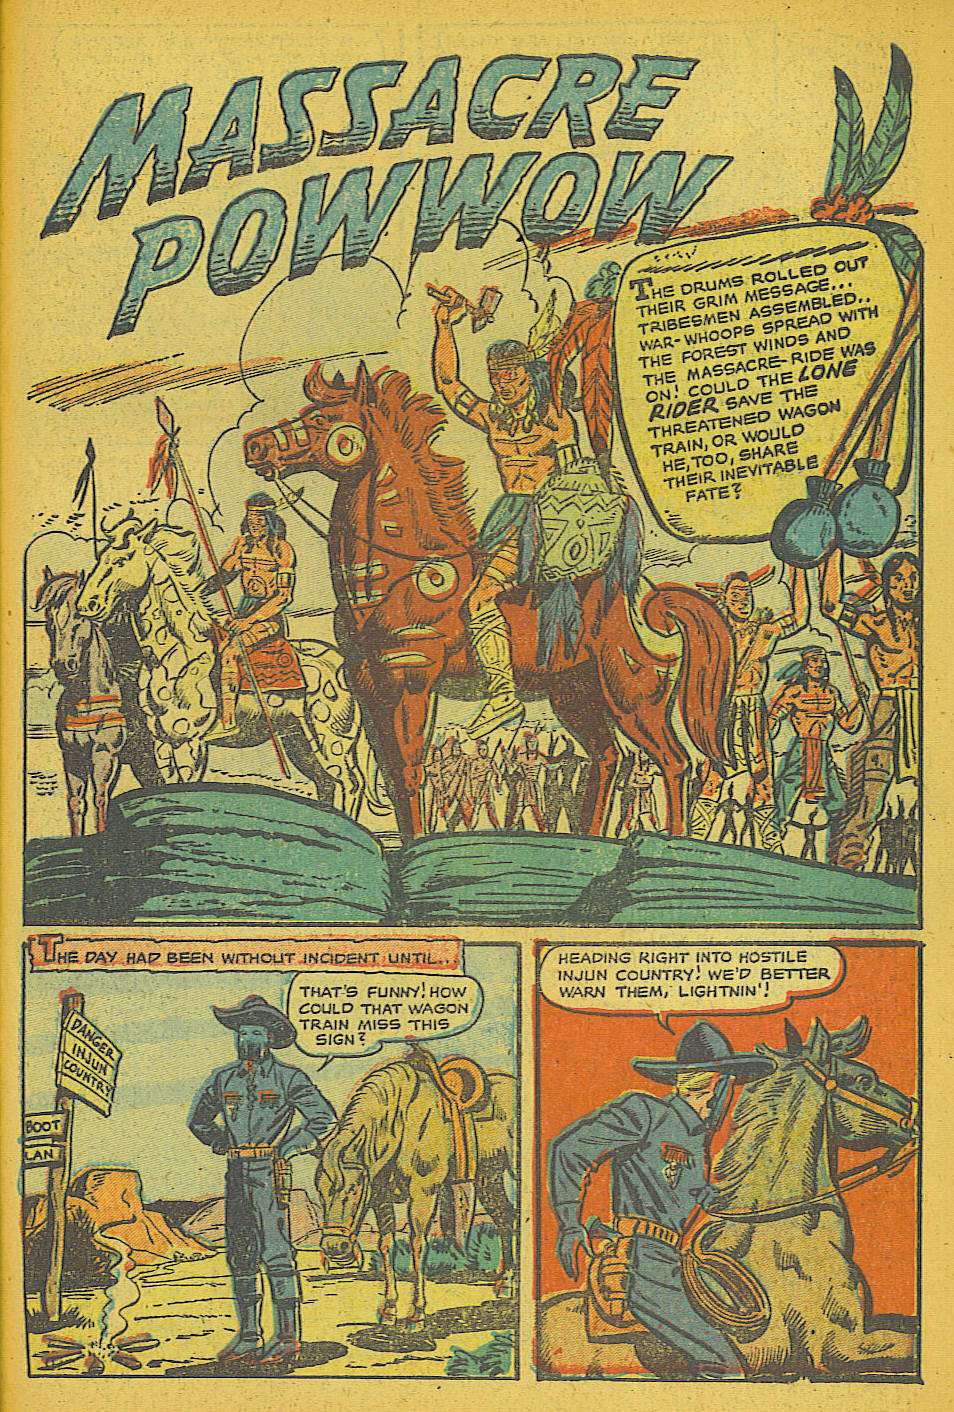 MASSACRE
POWWOW
THE DRUMS ROLLED OUT
THEIR GRIM MESSAGE...
TRIBESMEN ASSEMBLED..
WAR-WHOOPS SPREAD WITH
THE FOREST WINDS AND
THE MASSACRE-RIDE WAS
ON! COULD THE LONE
RIDER SAVE THE
THREATENED WAGON
TRAIN, OR WOULD
HE, TOO, SHARE
THEIR INEVITABLE
FATE?
THE DAY HAD BEEN WITHOUT INCIDENT UNTIL...
THAT'S FUNNY! HOW
COULD THAT WAGON
TRAIN MISS THIS
SIGN?
DANGER
INJUN
COUNTRY
BOOT
LAN
HEADING RIGHT INTO HOSTILE
INJUN COUNTRY! WE'D BETTER
WARN THEM, LIGHTNIN'!